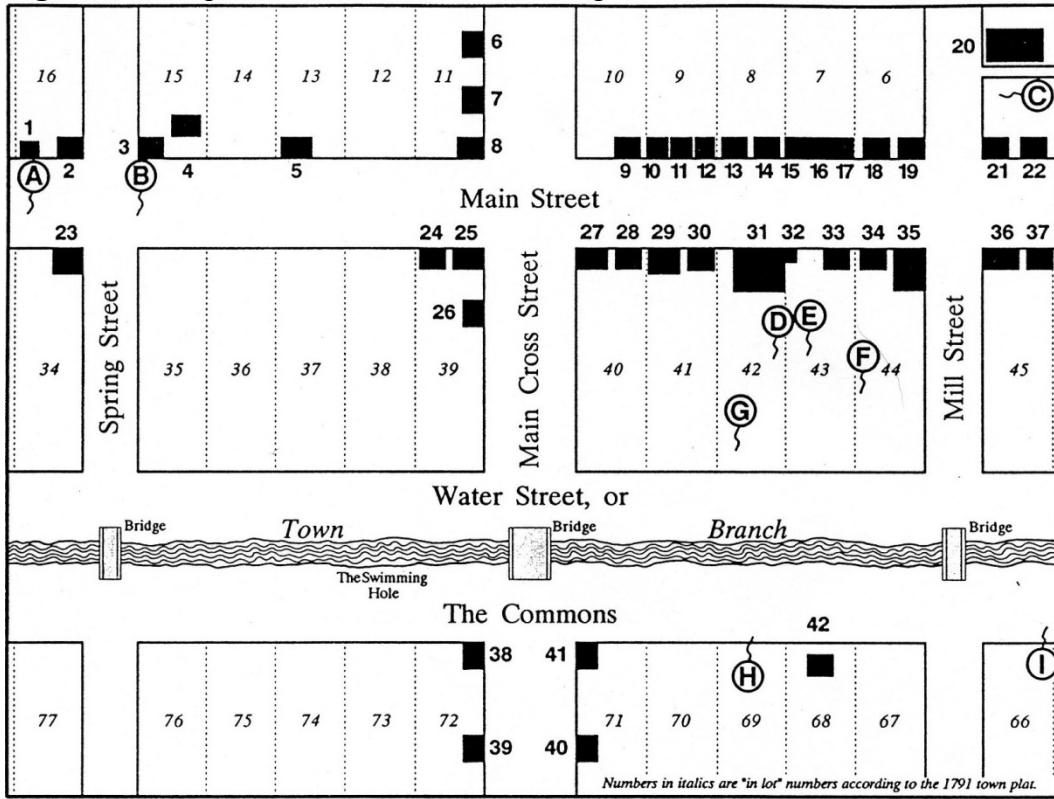 6
20
16
15
14
13
12
11
10
9
8
7
6
7
C
1
3
8
A
2
B
4
5
9 10 11 12 13 14 15 16 17 18 19
21 22
Main Street
23
24 25
27 28 29 30 31 32 33 34 35
36 37
26
D
E
F
G
34
Spring Street
35
36
37
38
39
Main Cross Street
40
41
42
43
44
Mill Street
45
Water Street, or
Bridge
Town
Bridge
Branch
Bridge
The Swimming
Hole
The Commons
42
38
41
H
I
77
76
75
74
73
72
71
70
69
68
67
66
39
40
Numbers in italics are "in lot" numbers according to the 1791 town plat.